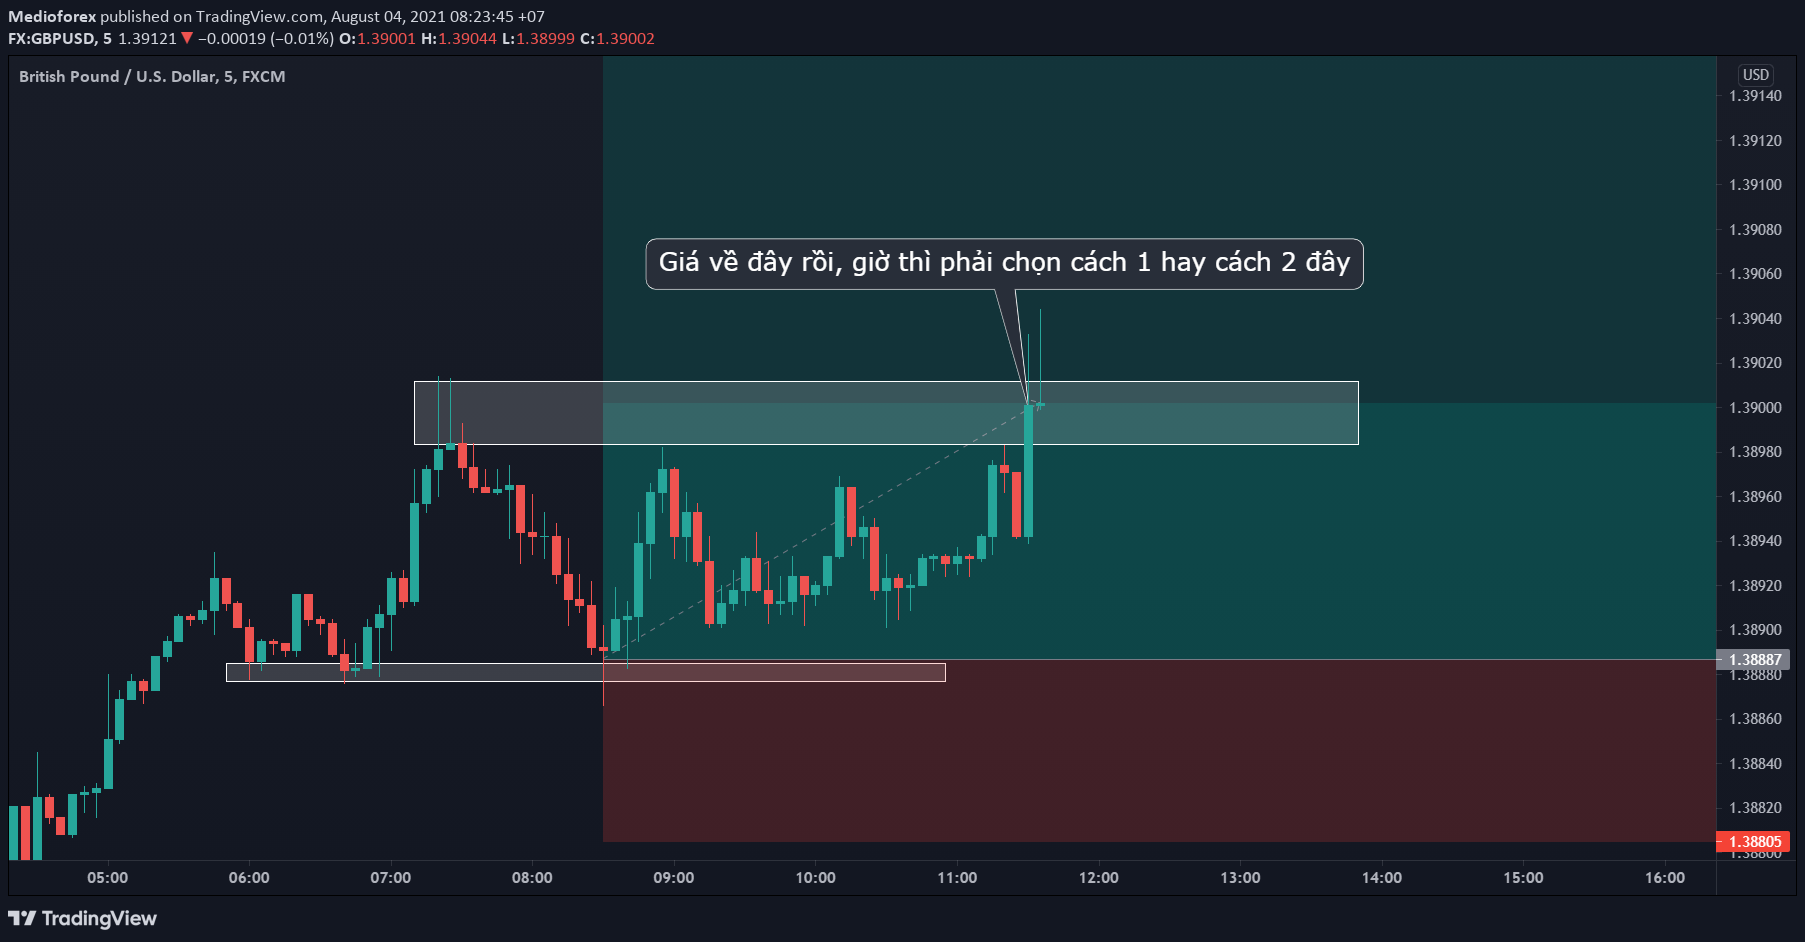 Medioforex published on TradingView.com, August 04, 2021 08:23:45 +07
FX:GBPUSD, 5 1.39121 ▼ −0.00019 (−0.01%) O:1.39001 H:1.39044 L:1.38999 C:1.39002
British Pound / U.S. Dollar, 5, FXCM
USD
1.39140
1.39120
1.39100
1.39080
Giá về đây rồi, giờ thì phải chọn cách 1 hay cách 2 đây
1.39060
1.39040
1.39020
1.39000
1.38980
1.38960
1.38940
1.38920
1.38900
1.38887
1.38880
1.38860
1.38840
1.38820
1.38805
1.38800
05:00 06:00 07:00 08:00 09:00 10:00 11:00 12:00 13:00 14:00 15:00 16:00
TradingView